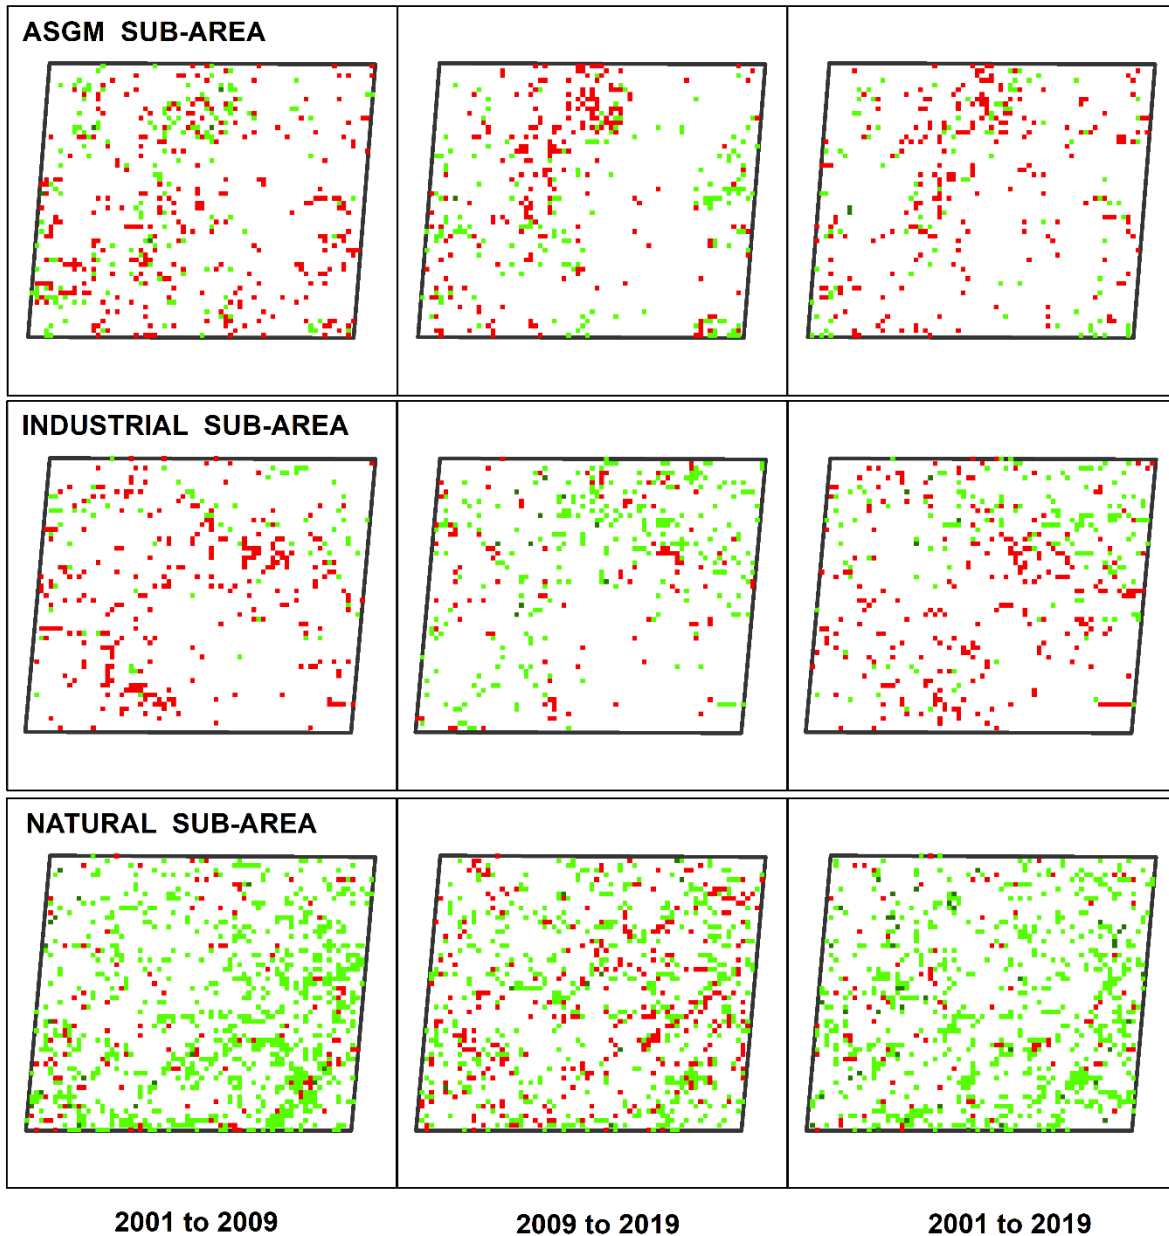 ASGM SUB-AREA
INDUSTRIAL SUB-AREA
NATURAL SUB-AREA
2001 to 2009
2009 to 2019
2001 to 2019